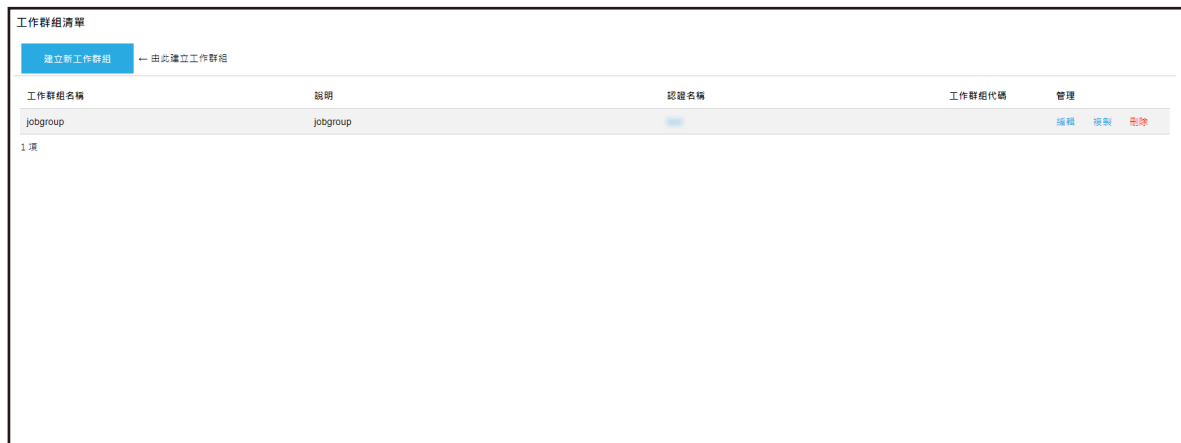 工作群組清單
建立新工作群組 ← 由此建立工作群組
工作群組名稱 說明 認證名稱 工作群組代碼 管理
jobgroup jobgroup 編輯 複製 刪除
1 項